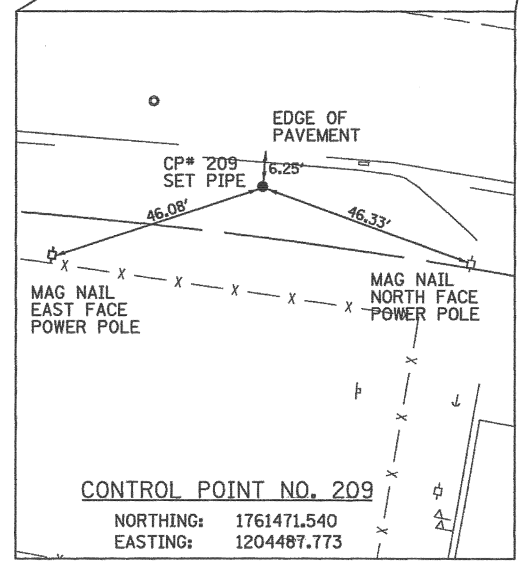 EDGE OF
PAVEMENT
CP# 209
SET PIPE
6.25'
46.08'
46.33'
MAG NAIL
EAST FACE
POWER POLE
MAG NAIL
NORTH FACE
POWER POLE
CONTROL POINT NO. 209
NORTHING: 1761471.540
EASTING: 1204487.773